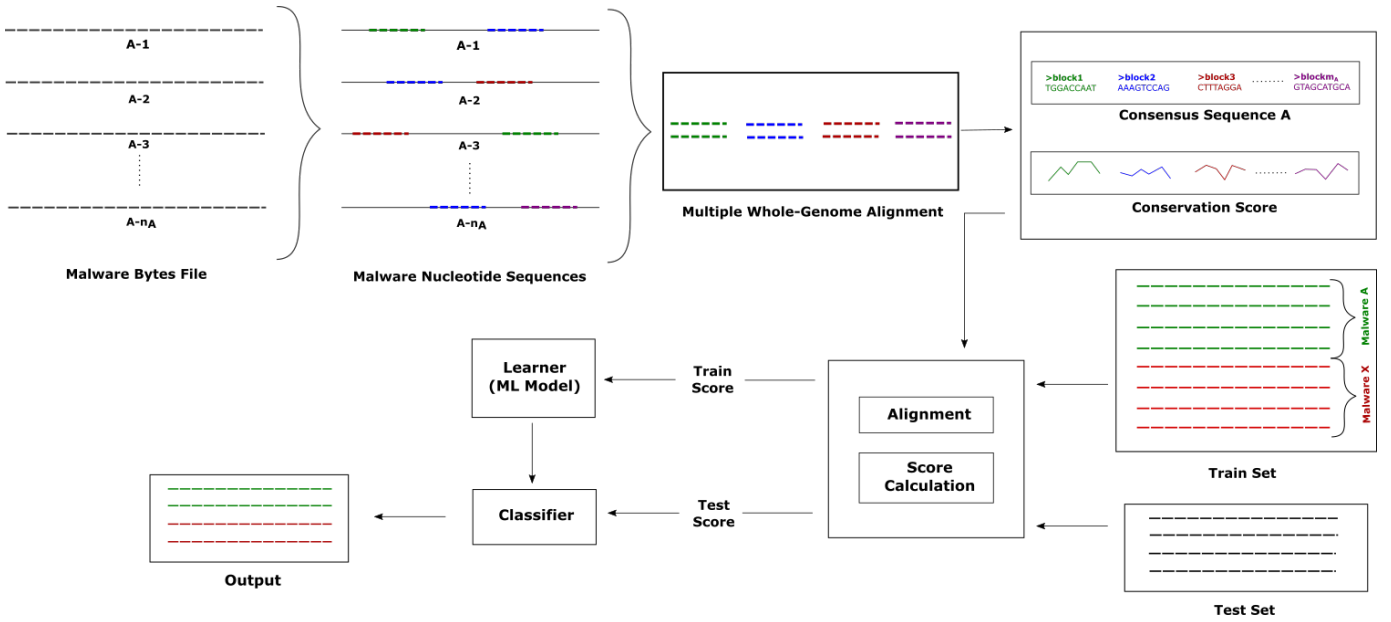 A-1
A-2
A-3
A-nA
Malware Bytes File
A-1
A-2
A-3
A-nA
Malware Nucleotide Sequences
Multiple Whole-Genome Alignment
>block1 >block2 >block3 ........ >blockmA
TGGACCAAT AAAGTCCAG CTTTAGGA GTAGCATGCA
Consensus Sequence A
........
Conservation Score
Malware A
Malware X
Train Set
Test Set
Alignment
Score
Calculation
Train
Score
Test
Score
Learner
(ML Model)
Classifier
Output